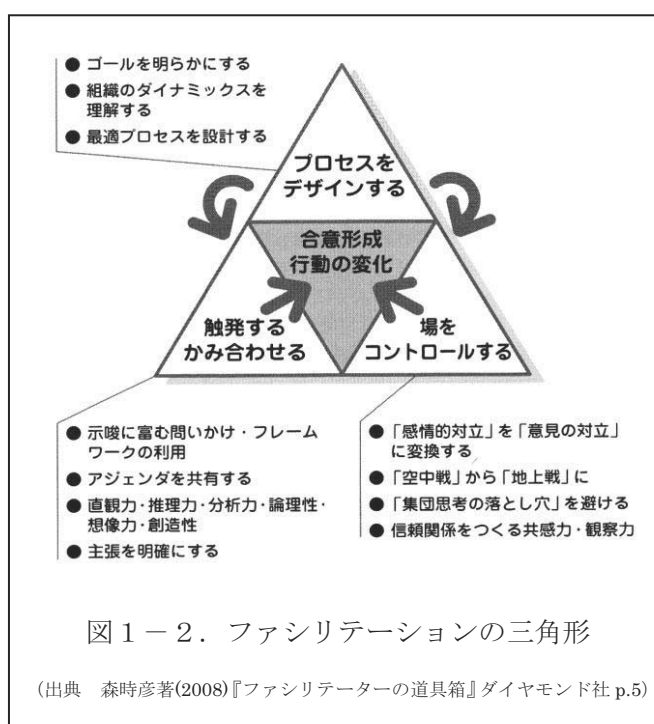 ● ゴールを明らかにする
● 組織のダイナミックスを
理解する
● 最適プロセスを設計する
プロセスを
デザインする
合意形成
行動の変化
触発する
かみ合わせる
場を
コントロールする
● 示唆に富む問いかけ・フレーム
ワークの利用
● アジェンダを共有する
● 直観力・推理力・分析力・論理性・
想像力・創造性
● 主張を明確にする
● 「感情的対立」を「意見の対立」
に変換する
● 「空中戦」から「地上戦」に
● 「集団思考の落とし穴」を避ける
● 信頼関係をつくる共感力・観察力
図１－２．ファシリテーションの三角形
(出典 森時彦著(2008)『ファシリテーターの道具箱』ダイヤモンド社 p.5)